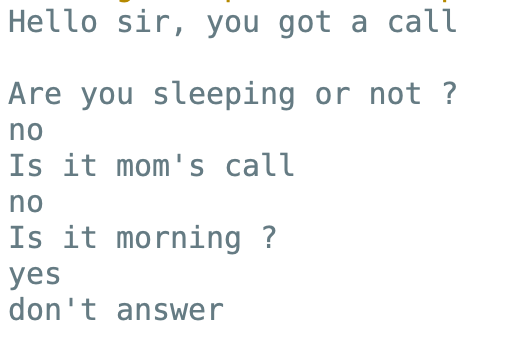 Hello sir, you got a call
Are you sleeping or not ?
no
Is it mom's call
no
Is it morning ?
yes
don't answer